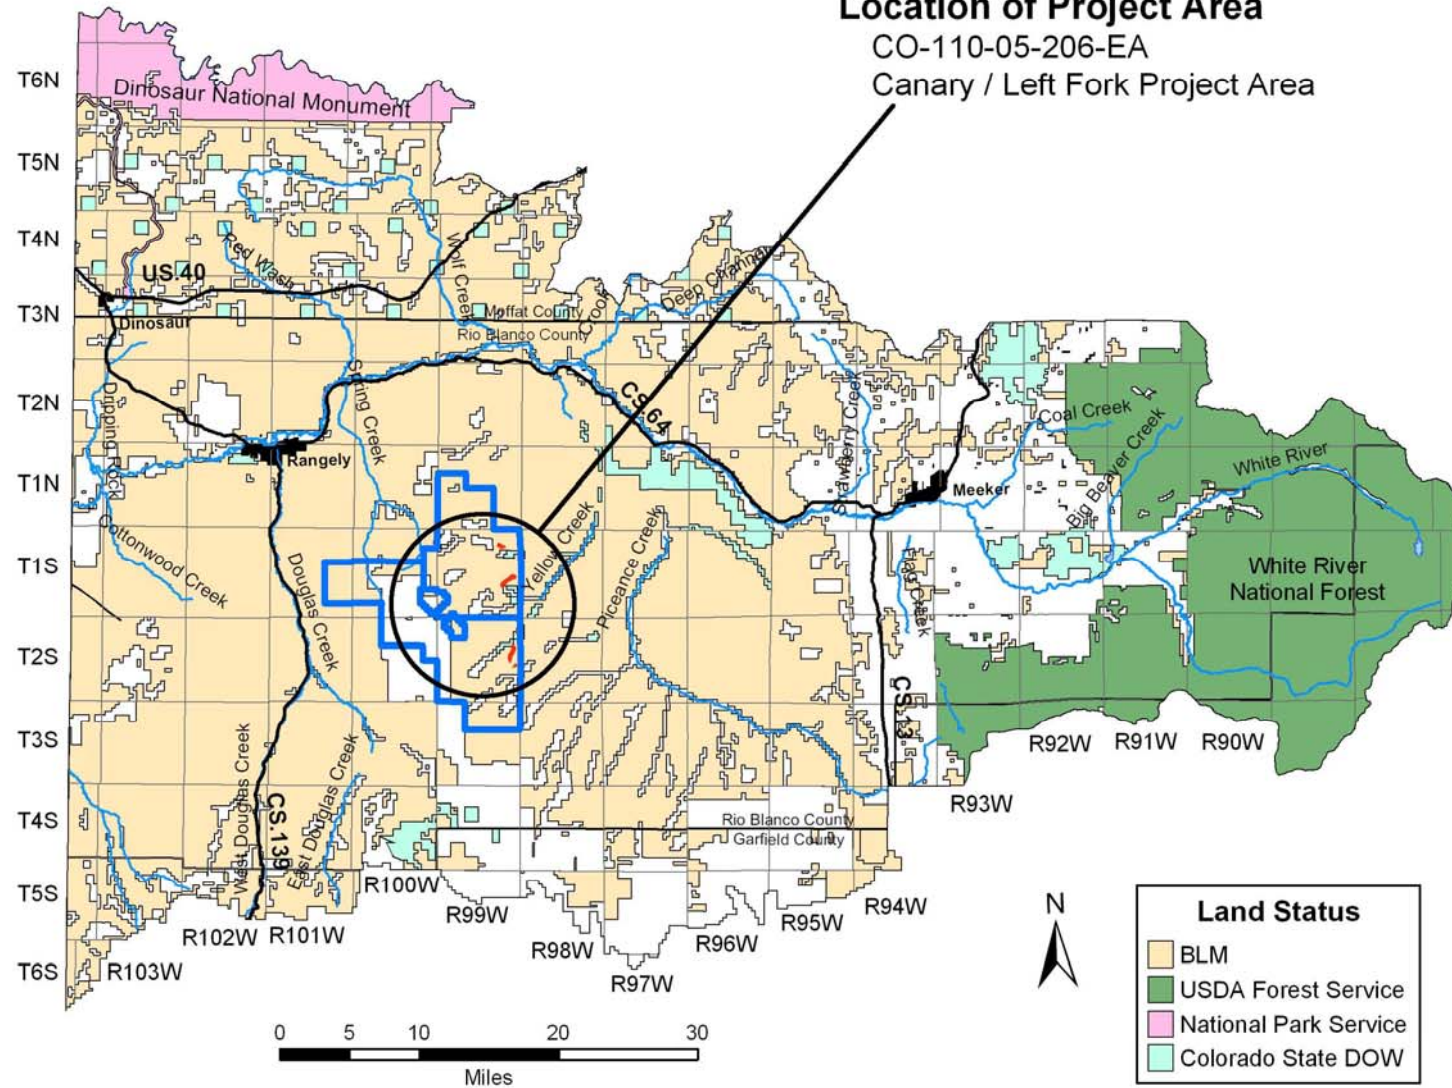 Location of Project Area
CO-110-05-206-EA
Canary / Left Fork Project Area
T6N
Dinosaur National Monument
T5N
T4N
Red Wash
Wolf Creek
US.40
Deep Channel
T3N
Dinosaur
Moffat County
Rio Blanco County
Crook
T2N
Dripping Rock
Spring Creek
CS.64
Strawberry Creek
Coal Creek
Big Beaver Creek
White River
Rangely
T1N
Meeker
Cottonwood Creek
T1S
Douglas Creek
Yellow Creek
Piceance Creek
Flag Creek
White River
National Forest
T2S
CS.13
T3S
R92W
R91W
R90W
R93W
West Douglas Creek
CS.139
East Douglas Creek
T4S
Rio Blanco County
Garfield County
R100W
T5S
R99W
R94W
R95W
R102W
R101W
R98W
R96W
T6S
R103W
R97W
N
0 5 10 20 30
Miles
Land Status
BLM
USDA Forest Service
National Park Service
Colorado State DOW